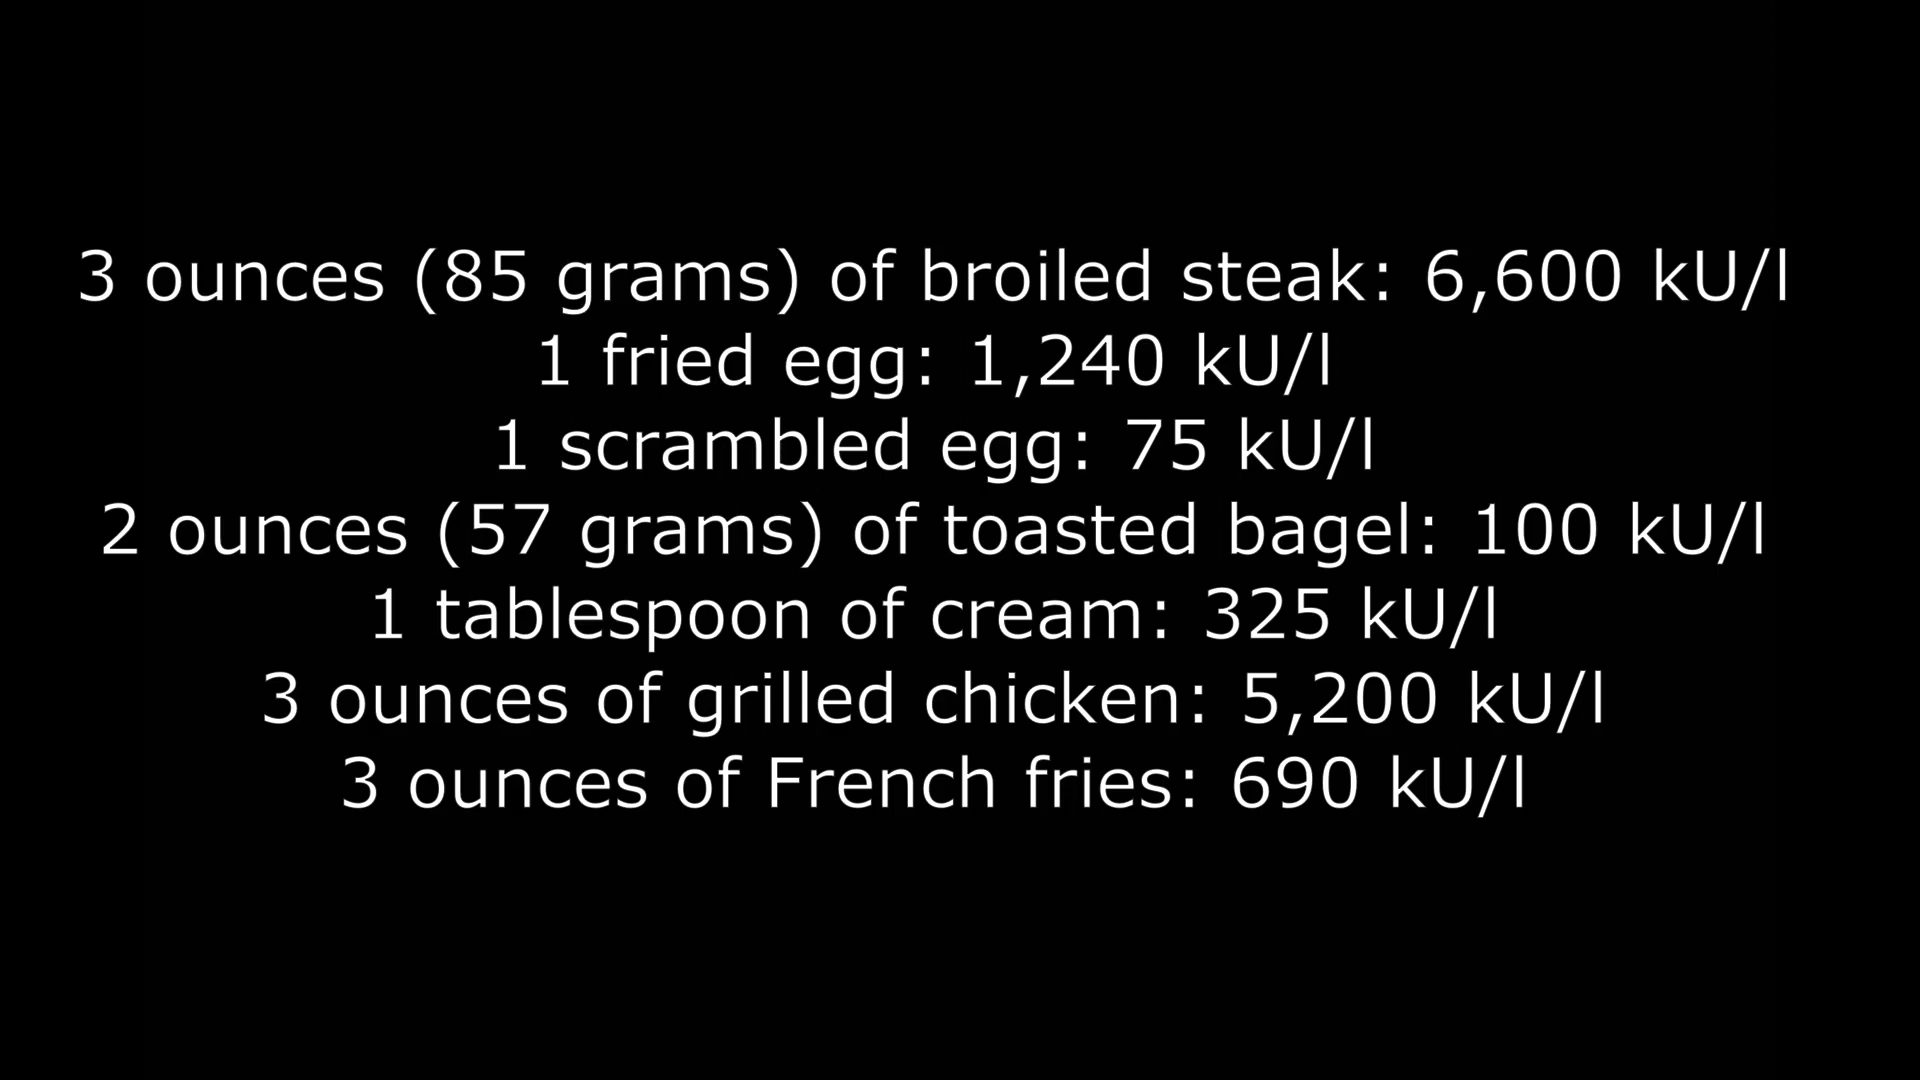 3 ounces (85 grams) of broiled steak: 6,600 kU/l
1 fried egg: 1,240 kU/l
1 scrambled egg: 75 kU/l
2 ounces (57 grams) of toasted bagel: 100 kU/l
1 tablespoon of cream: 325 kU/l
3 ounces of grilled chicken: 5,200 kU/l
3 ounces of French fries: 690 kU/l